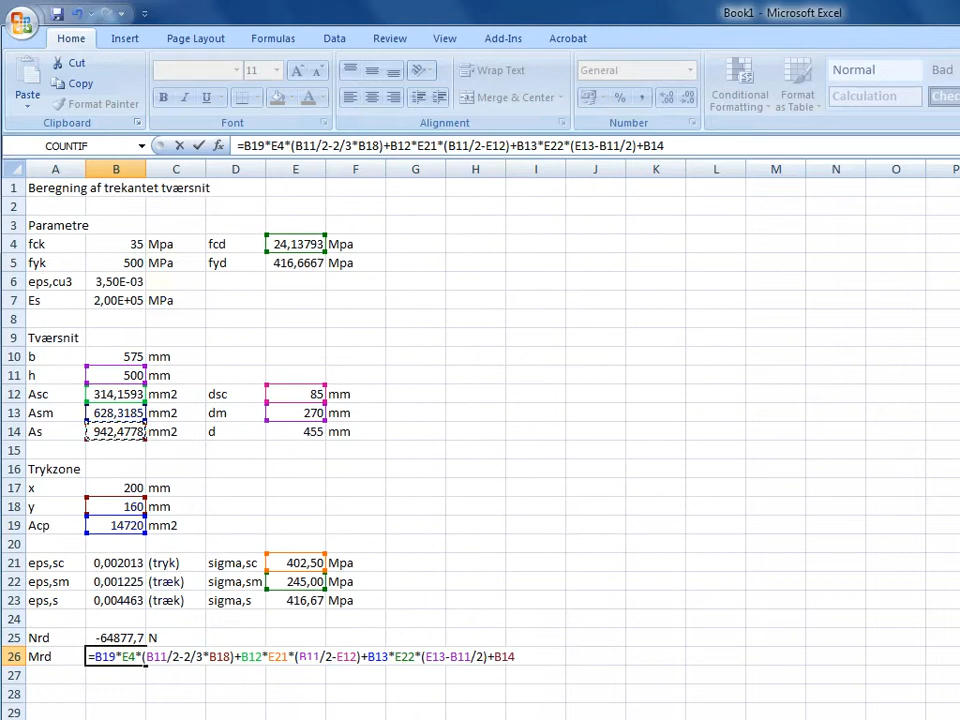 Book1 - Microsoft Excel
Home Insert Page Layout Formulas Data Review View Add-Ins Acrobat
Cut
Copy
Format Painter
Paste
11
Wrap Text
Merge & Center
General
Conditional Formatting
Format as Table
Normal
Bad
Calculation
Chec
Clipboard Font Alignment Number
COUNTIF =B19*E4*(B11/2-2/3*B18)+B12*E21*(B11/2-E12)+B13*E22*(E13-B11/2)+B14
A B C D E F G H I J K L M N O P
1 Beregning af trekantet tværsnit
2
3 Parametre
4 fck 35 Mpa fcd 24,13793 Mpa
5 fyk 500 MPa fyd 416,6667 Mpa
6 eps,cu3 3,50E-03
7 Es 2,00E+05 MPa
8
9 Tværsnit
10 b 575 mm
11 h 500 mm
12 Asc 314,1593 mm2 dsc 85 mm
13 Asm 628,3185 mm2 dm 270 mm
14 As 942,4778 mm2 d 455 mm
15
16 Trykzone
17 x 200 mm
18 y 160 mm
19 Acp 14720 mm2
20
21 eps,sc 0,002013 (tryk) sigma,sc 402,50 Mpa
22 eps,sm 0,001225 (træk) sigma,sm 245,00 Mpa
23 eps,s 0,004463 (træk) sigma,s 416,67 Mpa
24
25 Nrd -64877,7 N
26 Mrd =B19*E4*(B11/2-2/3*B18)+B12*E21*(B11/2-E12)+B13*E22*(E13-B11/2)+B14
27
28
29